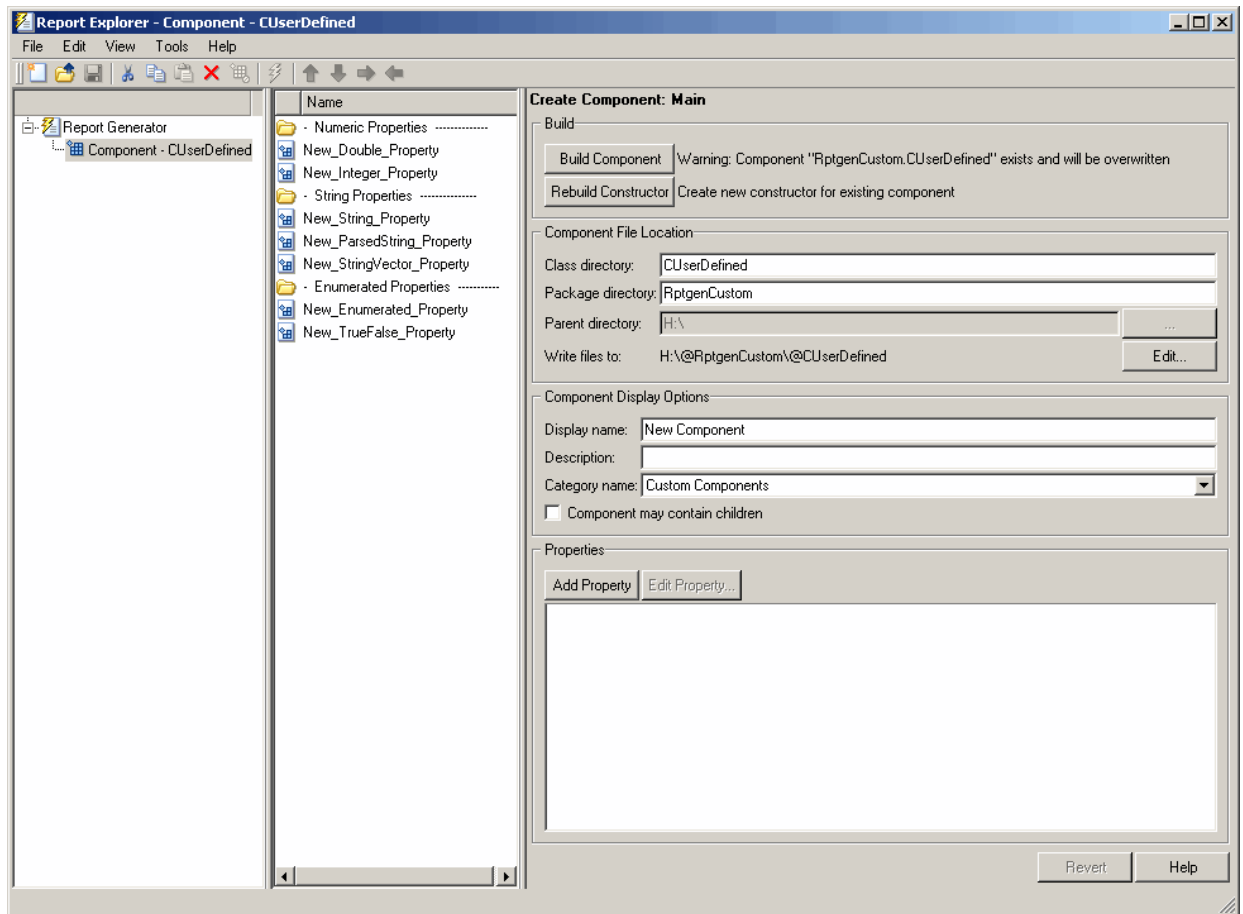 Report Explorer - Component - CUserDefined
File Edit View Tools Help
Report Generator
Component - CUserDefined
Name
- Numeric Properties -------------
New_Double_Property
New_Integer_Property
- String Properties --------------
New_String_Property
New_ParsedString_Property
New_StringVector_Property
- Enumerated Properties ----------
New_Enumerated_Property
New_TrueFalse_Property
Create Component: Main
Build
Build Component Warning: Component "RptgenCustom.CUserDefined" exists and will be overwritten
Rebuild Constructor Create new constructor for existing component
Component File Location
Class directory: CUserDefined
Package directory: RptgenCustom
Parent directory: H:\ ...
Write files to: H:\@RptgenCustom\@CUserDefined Edit...
Component Display Options
Display name: New Component
Description:
Category name: Custom Components
Component may contain children
Properties
Add Property Edit Property...
Revert Help